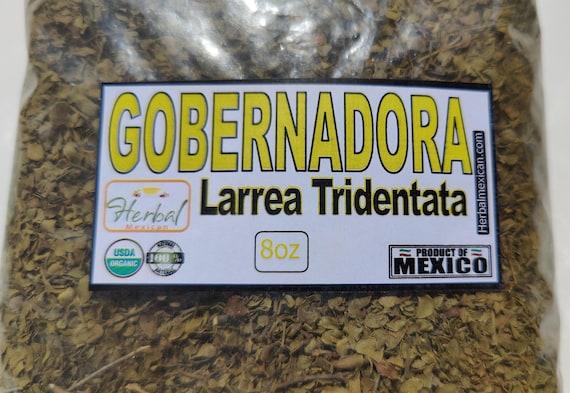 GOBERNADORA
Larrea Tridentata
Herbalmexican.com
Herbal
Mexican
8oz
USDA
ORGANIC
100%
PRODUCT OF
MEXICO